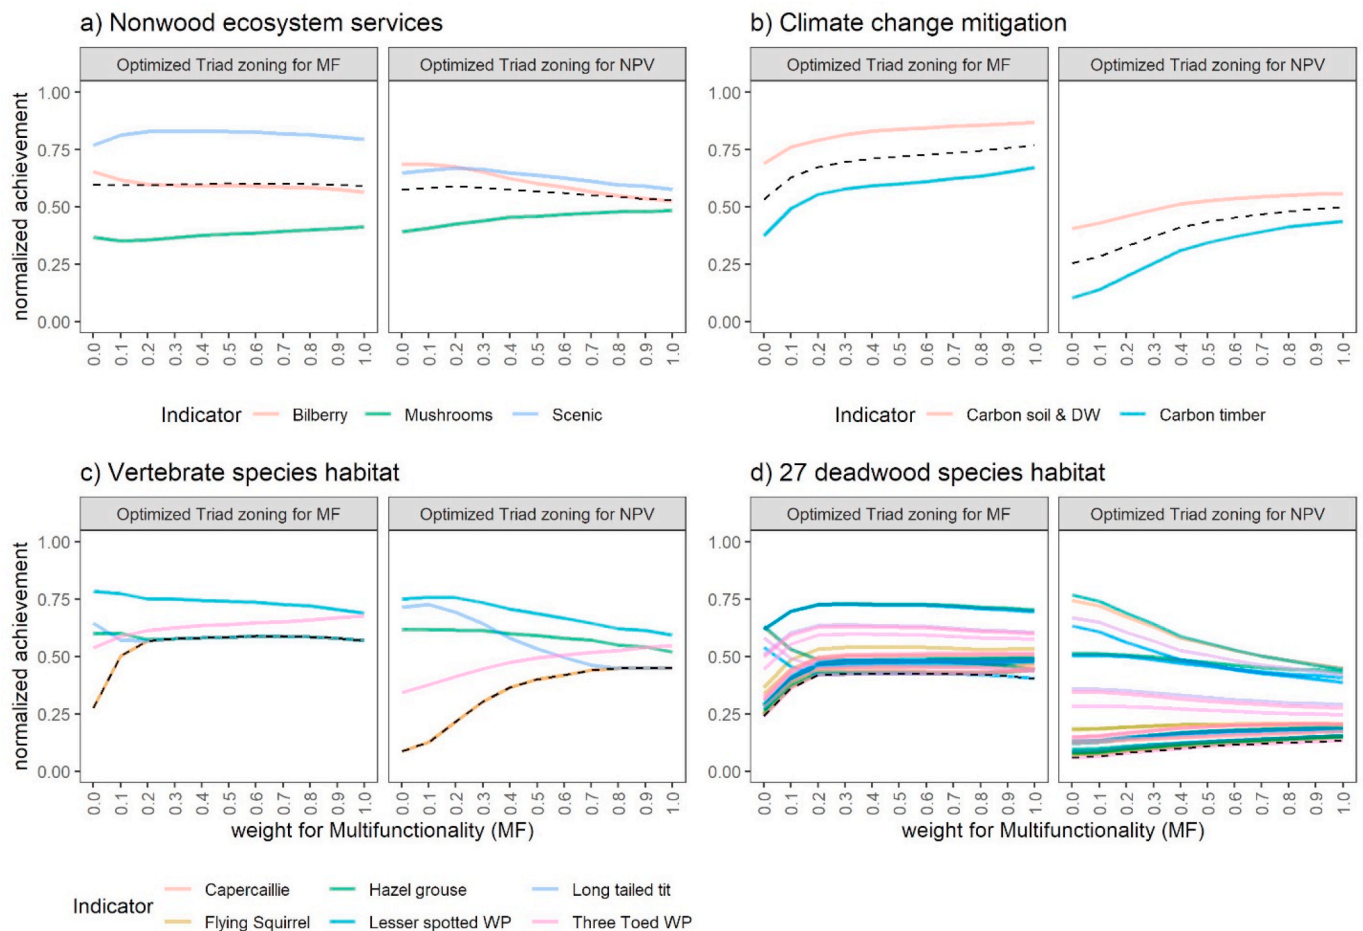 a) Nonwood ecosystem services
b) Climate change mitigation
Optimized Triad zoning for MF
Optimized Triad zoning for NPV
Optimized Triad zoning for MF
Optimized Triad zoning for NPV
normalized achievement
1.00
0.75
0.50
0.25
0.00
1.00
0.75
0.50
0.25
0.00
0.0 0.1 0.2 0.3 0.4 0.5 0.6 0.7 0.8 0.9 1.0
0.0 0.1 0.2 0.3 0.4 0.5 0.6 0.7 0.8 0.9 1.0
0.0 0.1 0.2 0.3 0.4 0.5 0.6 0.7 0.8 0.9 1.0
0.0 0.1 0.2 0.3 0.4 0.5 0.6 0.7 0.8 0.9 1.0
Indicator Bilberry Mushrooms Scenic
Indicator Carbon soil & DW Carbon timber
c) Vertebrate species habitat
d) 27 deadwood species habitat
Optimized Triad zoning for MF
Optimized Triad zoning for NPV
Optimized Triad zoning for MF
Optimized Triad zoning for NPV
normalized achievement
1.00
0.75
0.50
0.25
0.00
1.00
0.75
0.50
0.25
0.00
0.0 0.1 0.2 0.3 0.4 0.5 0.6 0.7 0.8 0.9 1.0
0.0 0.1 0.2 0.3 0.4 0.5 0.6 0.7 0.8 0.9 1.0
0.0 0.1 0.2 0.3 0.4 0.5 0.6 0.7 0.8 0.9 1.0
0.0 0.1 0.2 0.3 0.4 0.5 0.6 0.7 0.8 0.9 1.0
weight for Multifunctionality (MF)
weight for Multifunctionality (MF)
Indicator
Capercaillie Hazel grouse Long tailed tit
Flying Squirrel Lesser spotted WP Three Toed WP